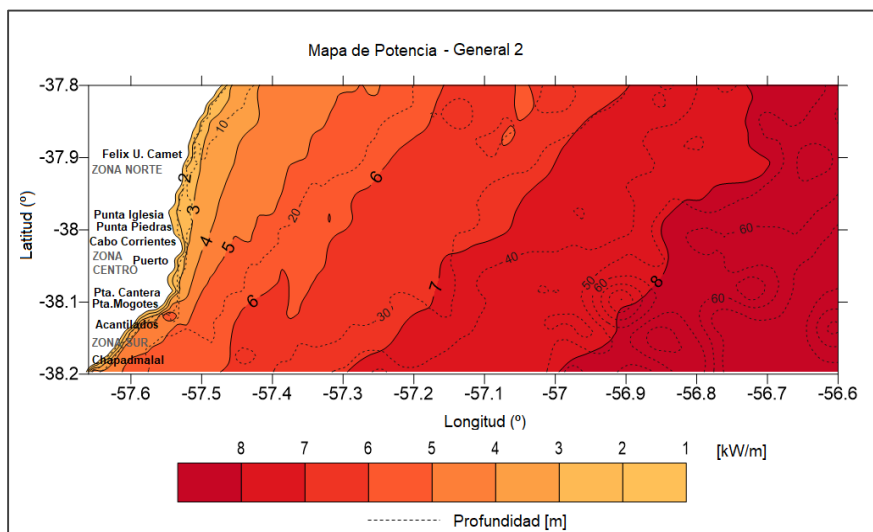 Mapa de Potencia - General 2
-37.8
-37.9
-38
-38.1
-38.2
Latitud (º)
Felix U. Camet
ZONA NORTE
Punta Iglesia
Punta Piedras
Cabo Corrientes
ZONA
CENTRO
Puerto
Pta. Cantera
Pta.Mogotes
Acantilados
ZONA SUR
Chapadmalal
10
2
3
4
5
6
20
6
30
7
40
50
60
8
60
60
-57.6 -57.5 -57.4 -57.3 -57.2 -57.1 -57 -56.9 -56.8 -56.7 -56.6
Longitud (º)
8 7 6 5 4 3 2 1 [kW/m]
Profundidad [m]